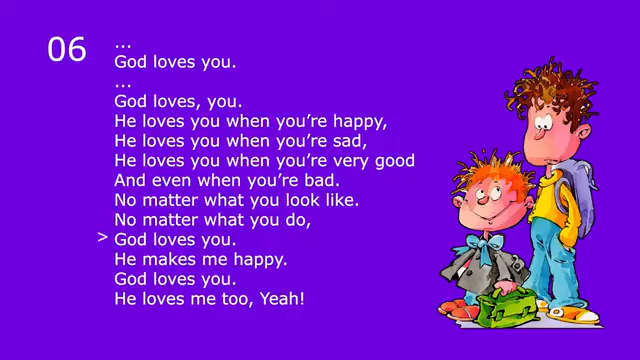 06
...
God loves you.
...
God loves, you.
He loves you when you’re happy,
He loves you when you’re sad,
He loves you when you’re very good
And even when you’re bad.
No matter what you look like.
No matter what you do,
> God loves you.
He makes me happy.
God loves you.
He loves me too, Yeah!